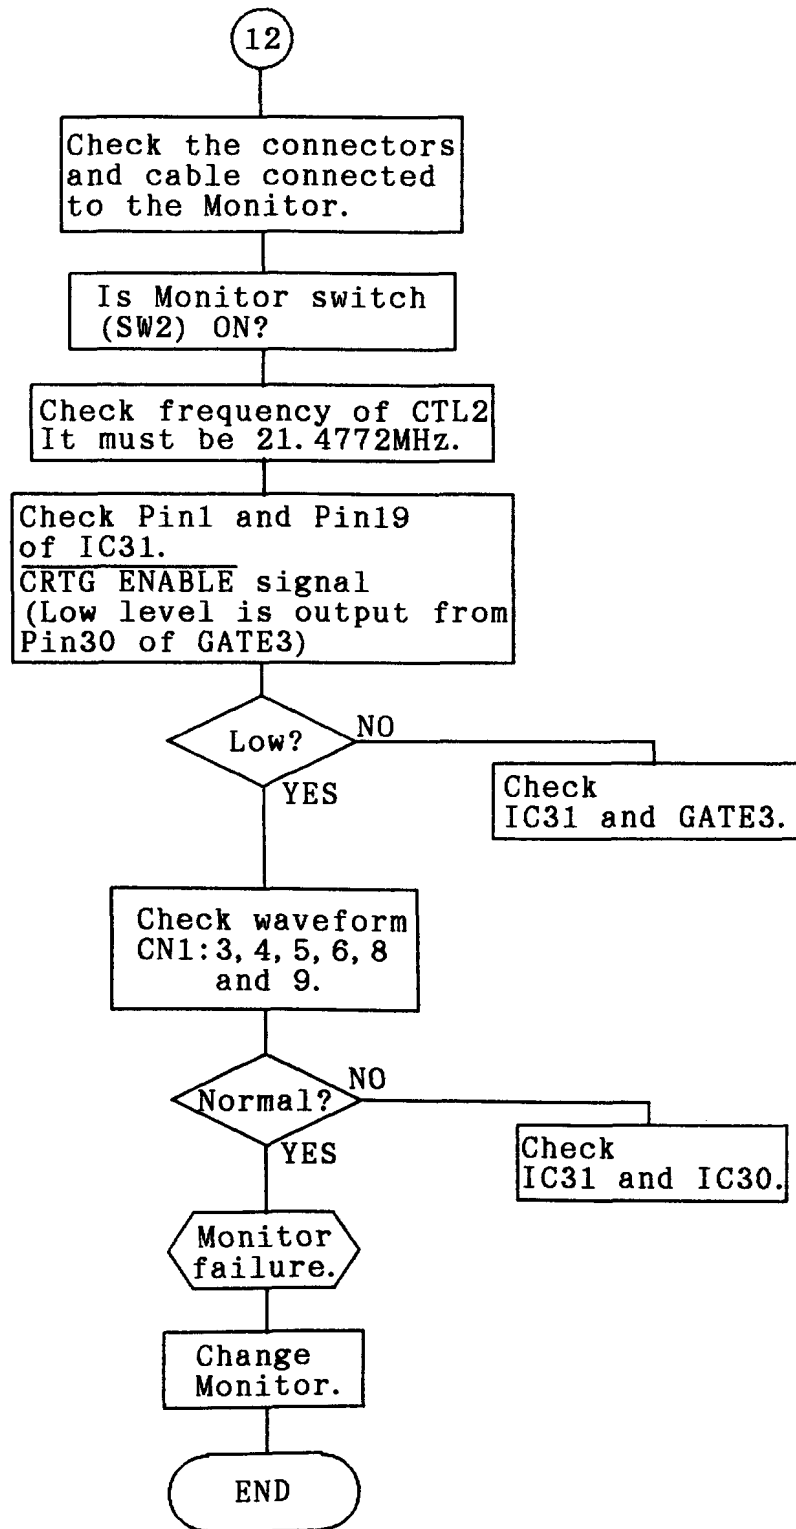 12
Check the connectors
and cable connected
to the Monitor.
Is Monitor switch
(SW2) ON?
Check frequency of CTL2
It must be 21.4772MHz.
Check Pin1 and Pin19
of IC31.
CRTG ENABLE signal
(Low level is output from
Pin30 of GATE3)
Low?
NO
YES
Check
IC31 and GATE3.
Check waveform
CN1:3, 4, 5, 6, 8
and 9.
Normal?
NO
YES
Check
IC31 and IC30.
Monitor
failure.
Change
Monitor.
END